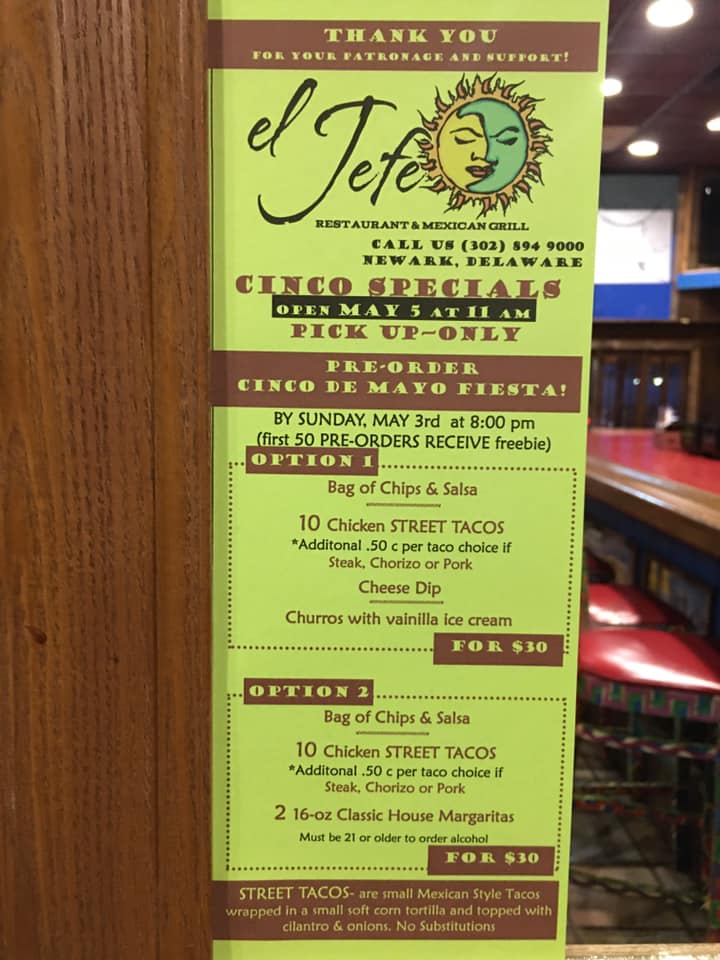 THANK YOU
FOR YOUR PATRONAGE AND SUPPORT!
el Jefe
RESTAURANT & MEXICAN GRILL
CALL US (302) 894 9000
NEWARK, DELAWARE
CINCO SPECIALS
OPEN MAY 5 AT 11 AM
PICK UP~ONLY
PRE-ORDER
CINCO DE MAYO FIESTA!
BY SUNDAY, MAY 3rd at 8:00 pm
(first 50 PRE-ORDERS RECEIVE freebie)
OPTION 1
Bag of Chips & Salsa
10 Chicken STREET TACOS
*Additonal .50 c per taco choice if
Steak, Chorizo or Pork
Cheese Dip
Churros with vainilla ice cream
FOR $30
OPTION 2
Bag of Chips & Salsa
10 Chicken STREET TACOS
*Additonal .50 c per taco choice if
Steak, Chorizo or Pork
2 16-oz Classic House Margaritas
Must be 21 or older to order alcohol
FOR $30
STREET TACOS- are small Mexican Style Tacos
wrapped in a small soft corn tortilla and topped with
cilantro & onions. No Substitutions